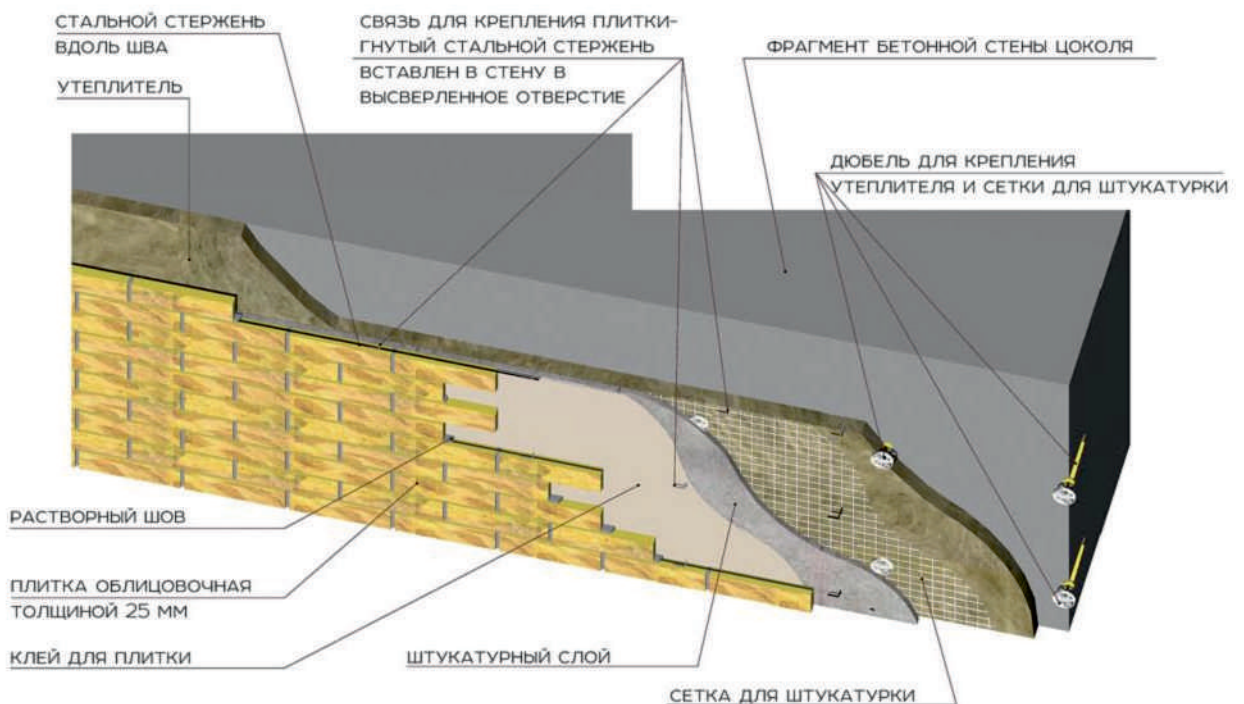 СТАЛЬНОЙ СТЕРЖЕНЬ
ВДОЛЬ ШВА
УТЕПЛИТЕЛЬ
СВЯЗЬ ДЛЯ КРЕПЛЕНИЯ ПЛИТКИ-
ГНУТЫЙ СТАЛЬНОЙ СТЕРЖЕНЬ
ВСТАВЛЕН В СТЕНУ В
ВЫСВЕРЛЕННОЕ ОТВЕРСТИЕ
ФРАГМЕНТ БЕТОННОЙ СТЕНЫ ЦОКОЛЯ
ДЮБЕЛЬ ДЛЯ КРЕПЛЕНИЯ
УТЕПЛИТЕЛЯ И СЕТКИ ДЛЯ ШТУКАТУРКИ
РАСТВОРНЫЙ ШОВ
ПЛИТКА ОБЛИЦОВОЧНАЯ
ТОЛЩИНОЙ 25 ММ
КЛЕЙ ДЛЯ ПЛИТКИ
ШТУКАТУРНЫЙ СЛОЙ
СЕТКА ДЛЯ ШТУКАТУРКИ